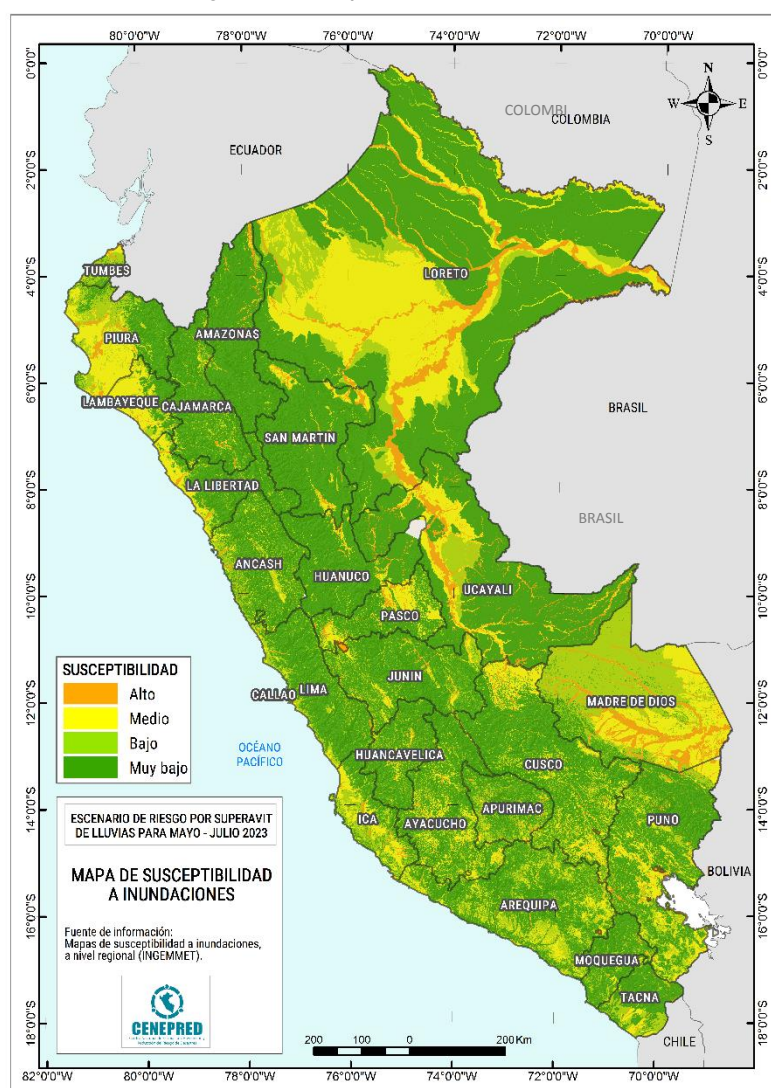 80°0'0"W 78°0'0"W 76°0'0"W 74°0'0"W 72°0'0"W 70°0'0"W
0°0'0"
2°0'0"S
4°0'0"S
6°0'0"S
8°0'0"S
10°0'0"S
12°0'0"S
14°0'0"S
16°0'0"S
18°0'0"S
N
W E
S
COLOMBI
COLOMBIA
ECUADOR
TUMBES
LORETO
PIURA
AMAZONAS
LAMBAYEQUE
CAJAMARCA
BRASIL
SAN MARTIN
LA LIBERTAD
BRASIL
ANCASH
HUANUCO
UCAYALI
PASCO
SUSCEPTIBILIDAD
Alto
Medio
Bajo
Muy bajo
JUNIN
CALLAO
LIMA
MADRE DE DIOS
OCÉANO
PACÍFICO
HUANCAVELICA
CUSCO
ICA
AYACUCHO
APURIMAC
PUNO
BOLIVIA
AREQUIPA
MOQUEGUA
TACNA
CHILE
ESCENARIO DE RIESGO POR SUPERAVIT
DE LLUVIAS PARA MAYO - JULIO 2023
MAPA DE SUSCEPTIBILIDAD
A INUNDACIONES
Fuente de información:
Mapas de susceptibilidad a inundaciones,
a nivel regional (INGEMMET).
CENEPRED
200 100 0 200 Km
0°0'0"
2°0'0"S
4°0'0"S
6°0'0"S
8°0'0"S
10°0'0"S
12°0'0"S
14°0'0"S
16°0'0"S
18°0'0"S
82°0'0"W 80°0'0"W 78°0'0"W 76°0'0"W 74°0'0"W 72°0'0"W 70°0'0"W